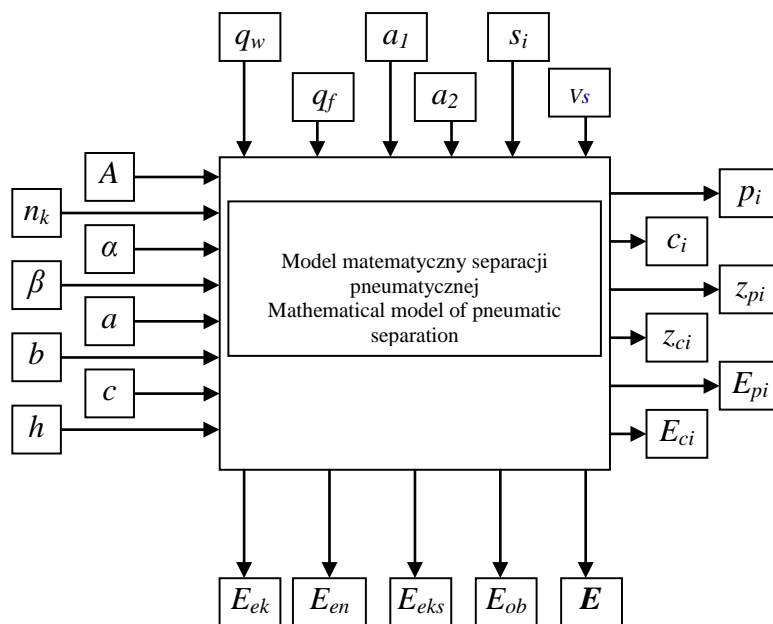 q_w
a_1
s_i
q_f
a_2
Vs
A
n_k
α
β
a
b
c
h
Model matematyczny separacji
pneumatycznej
Mathematical model of pneumatic
separation
p_i
c_i
z_pi
z_ci
E_pi
E_ci
E_ek
E_en
E_eks
E_ob
E